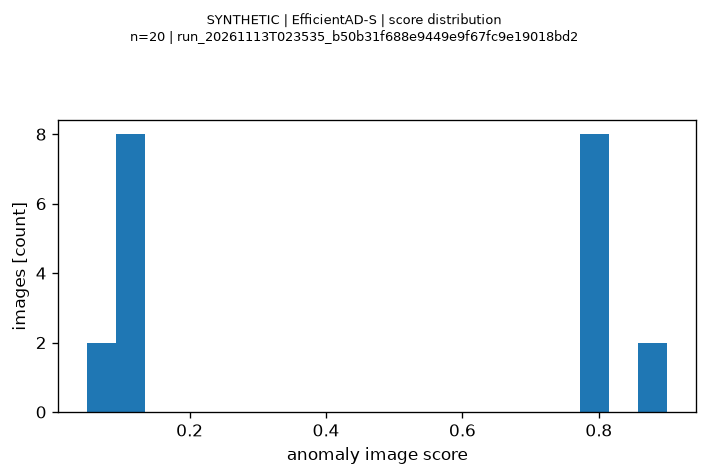 SYNTHETIC | EfficientAD-S | score distribution
n=20 | run_20261113T023535_b50b31f688e9449e9f67fc9e19018bd2
8
6
4
2
0
images [count]
0.2 0.4 0.6 0.8
anomaly image score